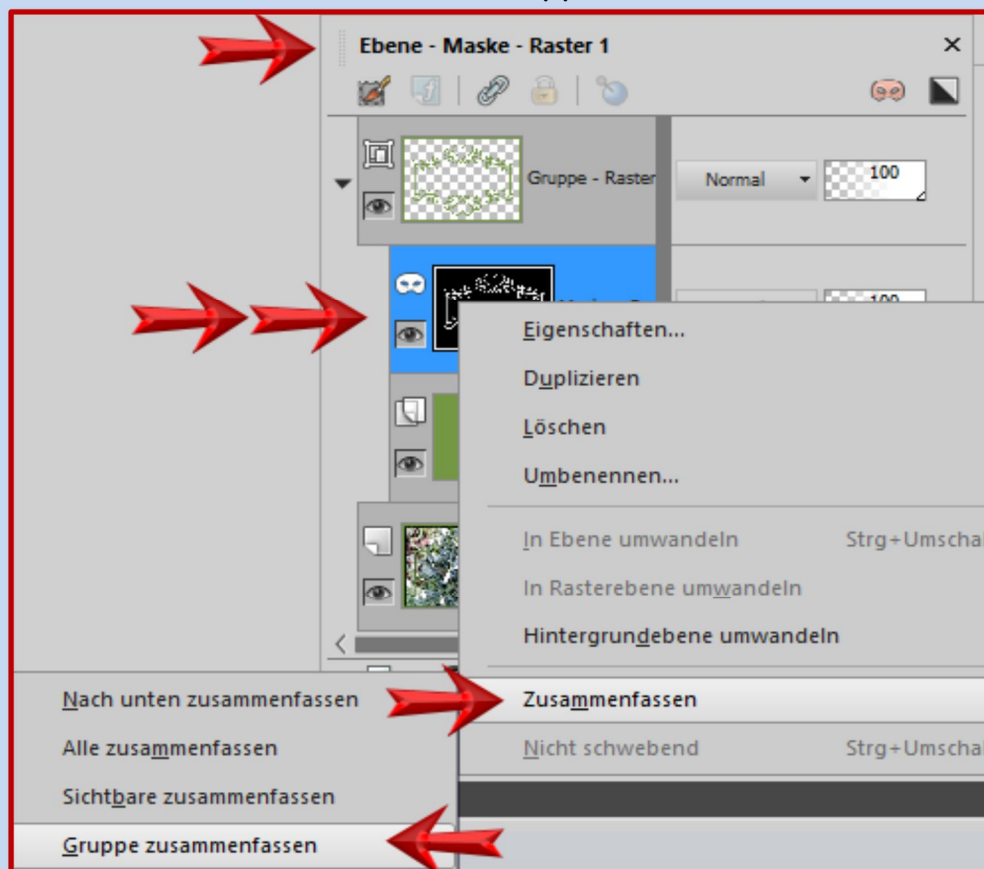 Ebene - Maske - Raster 1
Gruppe - Raster
Normal
100
100
Eigenschaften...
Duplizieren
Löschen
Umbenennen...
In Ebene umwandeln Strg+Umschal
In Rasterebene umwandeln
Hintergrundebene umwandeln
Zusammenfassen
Nicht schwebend Strg+Umschal
Nach unten zusammenfassen
Alle zusammenfassen
Sichtbare zusammenfassen
Gruppe zusammenfassen